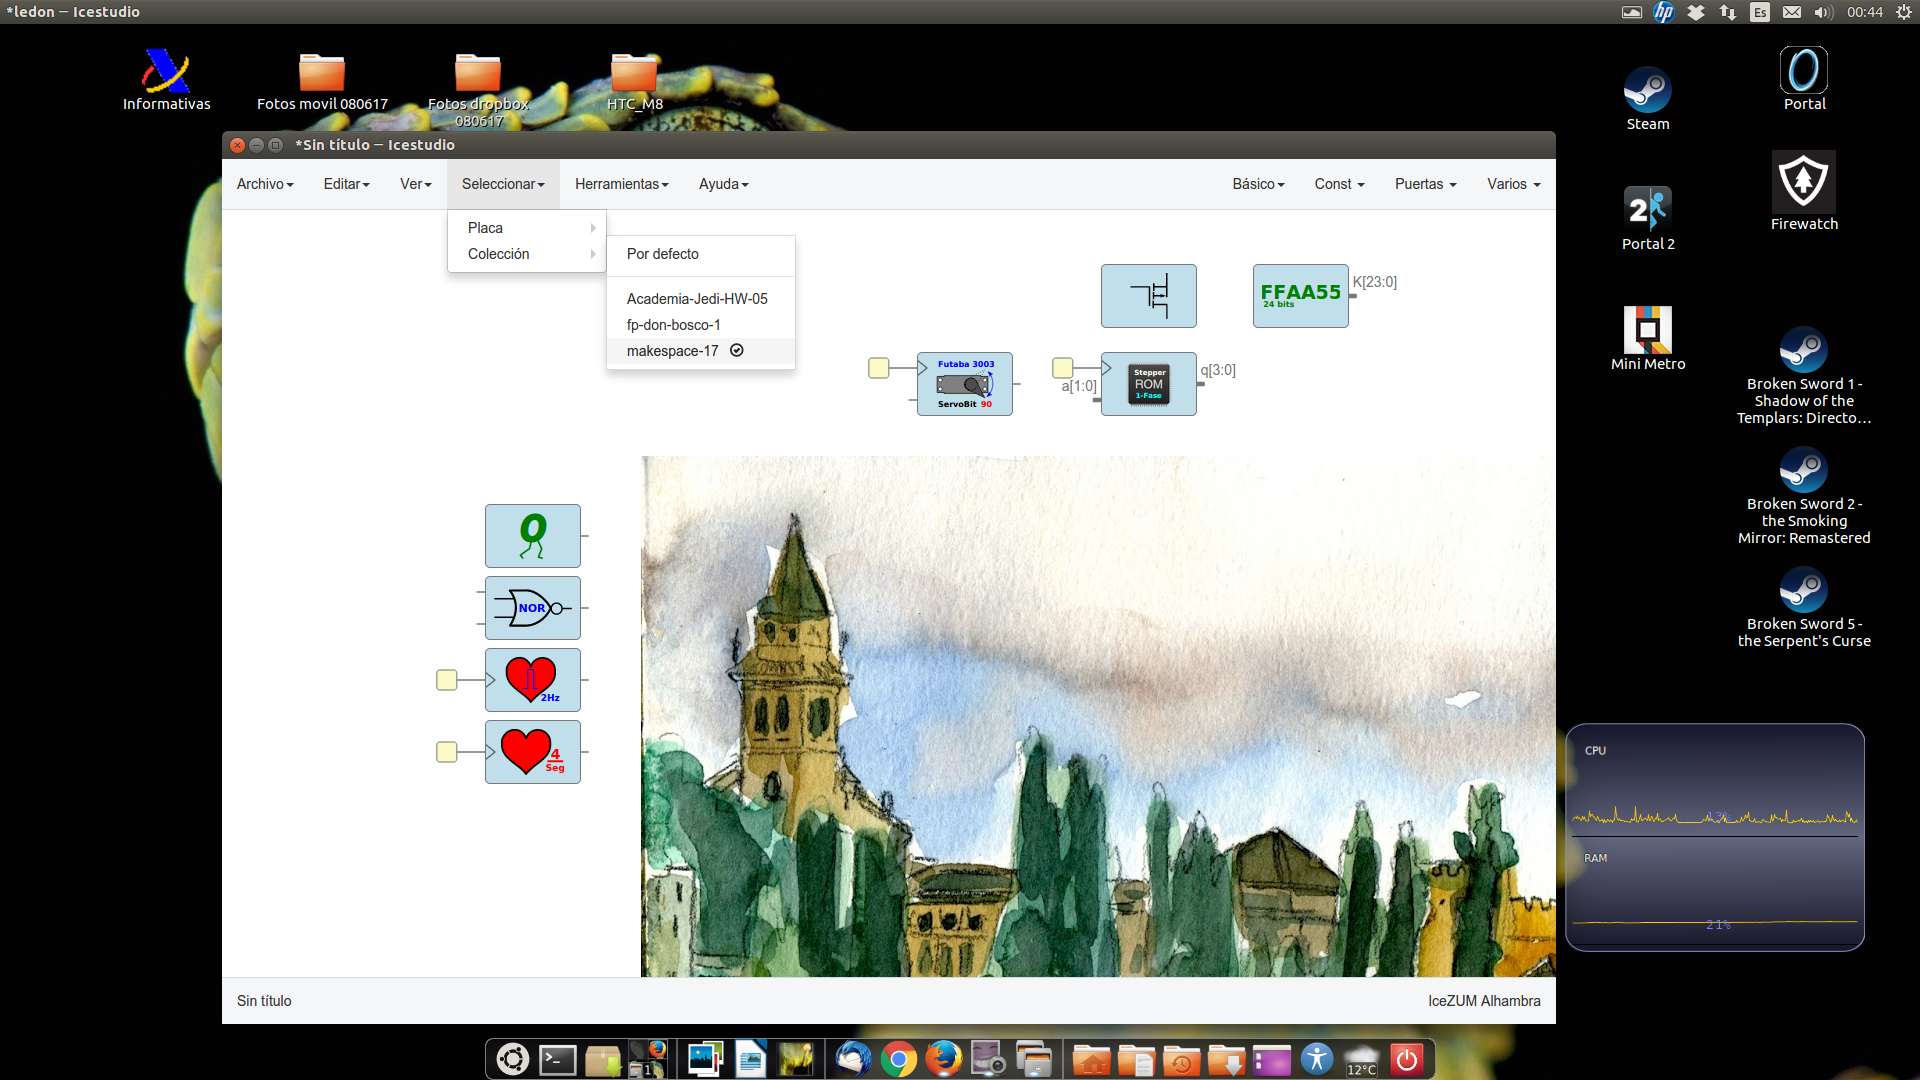 *ledon — Icestudio
Es
00:44
Informativas
Fotos movil 080617
Fotos dropbox
080617
HTC_M8
Steam
Portal
Portal 2
Firewatch
Mini Metro
Broken Sword 1 -
Shadow of the
Templars: Directo...
Broken Sword 2 -
the Smoking
Mirror: Remastered
Broken Sword 5 -
the Serpent's Curse
*Sin título — Icestudio
Archivo
Editar
Ver
Seleccionar
Herramientas
Ayuda
Básico
Const
Puertas
Varios
Placa
Colección
Por defecto
Academia-Jedi-HW-05
fp-don-bosco-1
makespace-17
FFAA55
24 bits
K[23:0]
Futaba 3003
ServoBit 90
a[1:0]
Stepper
ROM
1-Fase
q[3:0]
0
NOR
2Hz
4
Seg
CPU
13%
RAM
21%
Sin título
IceZUM Alhambra
12°C